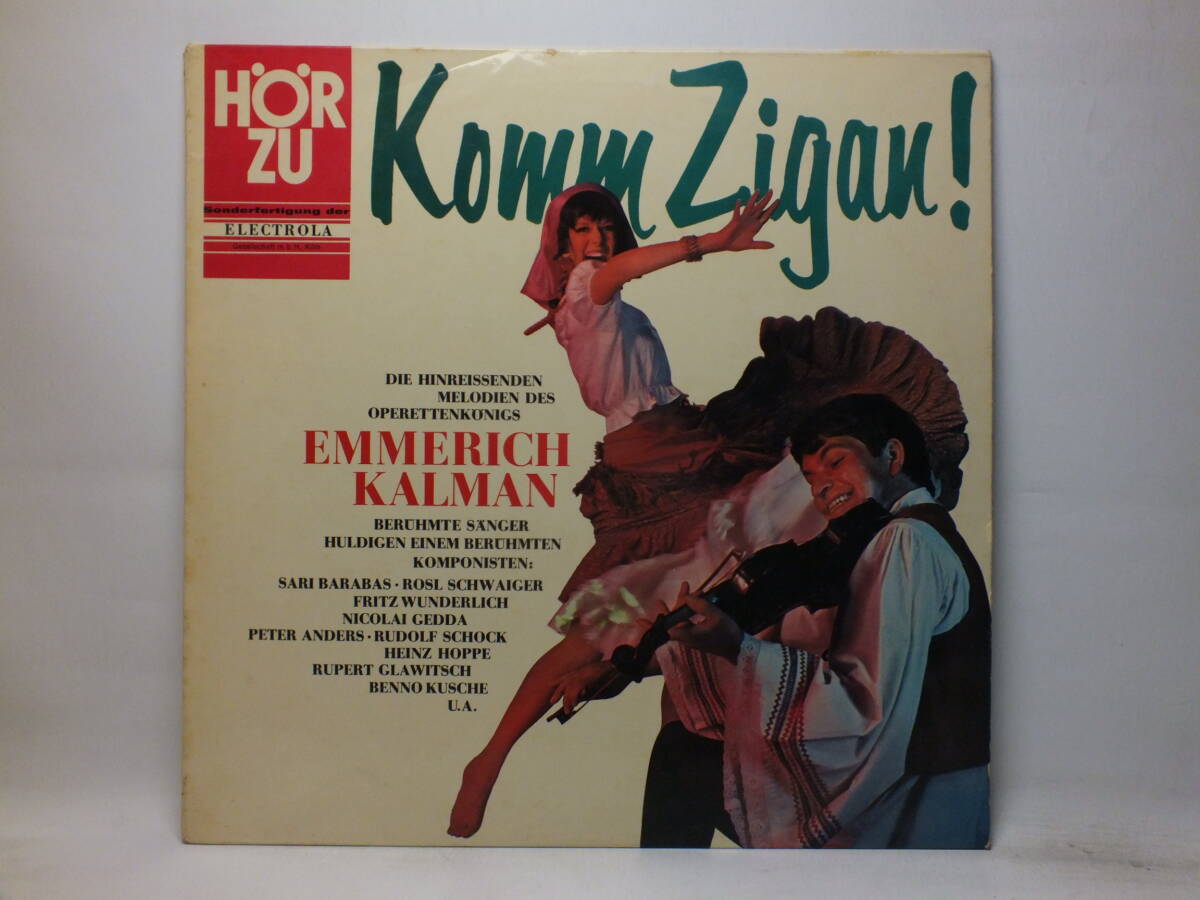 HÖR
ZU
Sonderfertigung der
ELECTROLA
Gesellschaft m.b.H. Köln
Komm Zigan!
DIE HINREISSENDEN
MELODIEN DES
OPERETTENKÖNIGS
EMMERICH
KALMAN
BERÜHMTE SÄNGER
HULDIGEN EINEM BERÜHMTEN
KOMPONISTEN:
SARI BARABAS · ROSL SCHWAIGER
FRITZ WUNDERLICH
NICOLAI GEDDA
PETER ANDERS · RUDOLF SCHOCK
HEINZ HOPPE
RUPERT GLAWITSCH
BENNO KUSCHE
U.A.